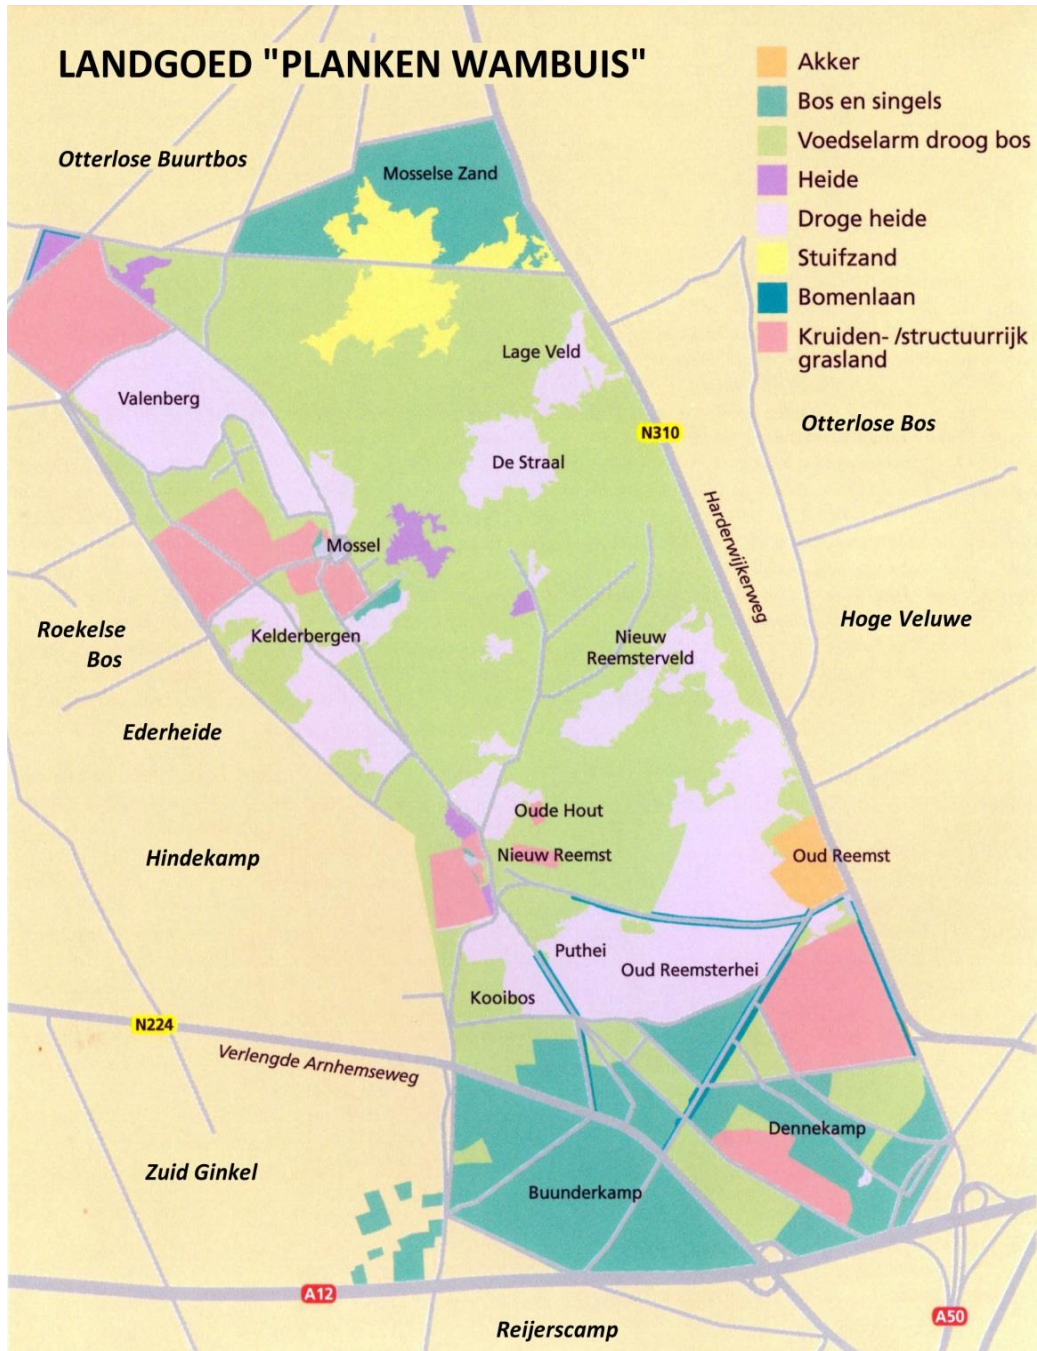 LANDGOED "PLANKEN WAMBUIS"
Akker
Bos en singels
Voedselarm droog bos
Heide
Droge heide
Stuifzand
Bomenlaan
Kruiden- /structuurrijk
grasland
Otterlose Buurtbos
Mosselse Zand
Lage Veld
Valenberg
Otterlose Bos
N310
De Straal
Harderwijkerweg
Mossel
Roekelse
Bos
Kelderbergen
Nieuw
Reemsterveld
Hoge Veluwe
Ederheide
Oude Hout
Hindekamp
Nieuw Reemst
Oud Reemst
Puthei
Oud Reemsterhei
Kooibos
N224
Verlengde Arnhemseweg
Dennekamp
Zuid Ginkel
Buunderkamp
A12
A50
Reijerscamp